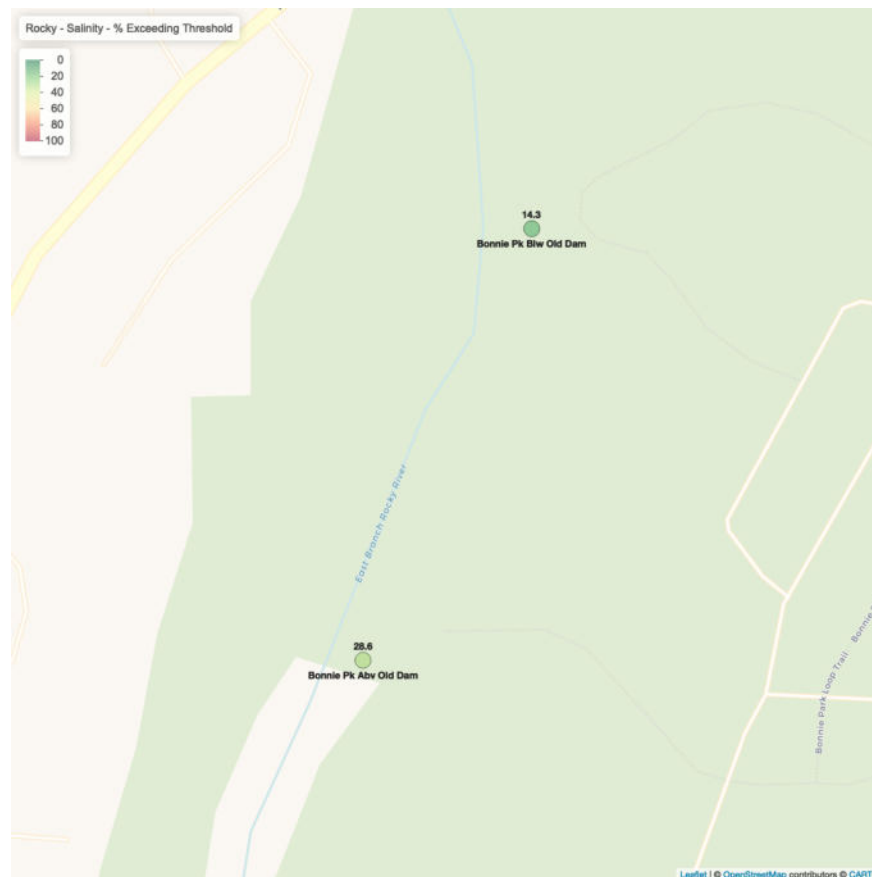 Rocky - Salinity - % Exceeding Threshold
0
20
40
60
80
100
14.3
Bonnie Pk Blw Old Dam
East Branch Rocky River
28.6
Bonnie Pk Abv Old Dam
Bonnie Park Loop Trail
Bonnie
Leaflet | © OpenStreetMap contributors © CART